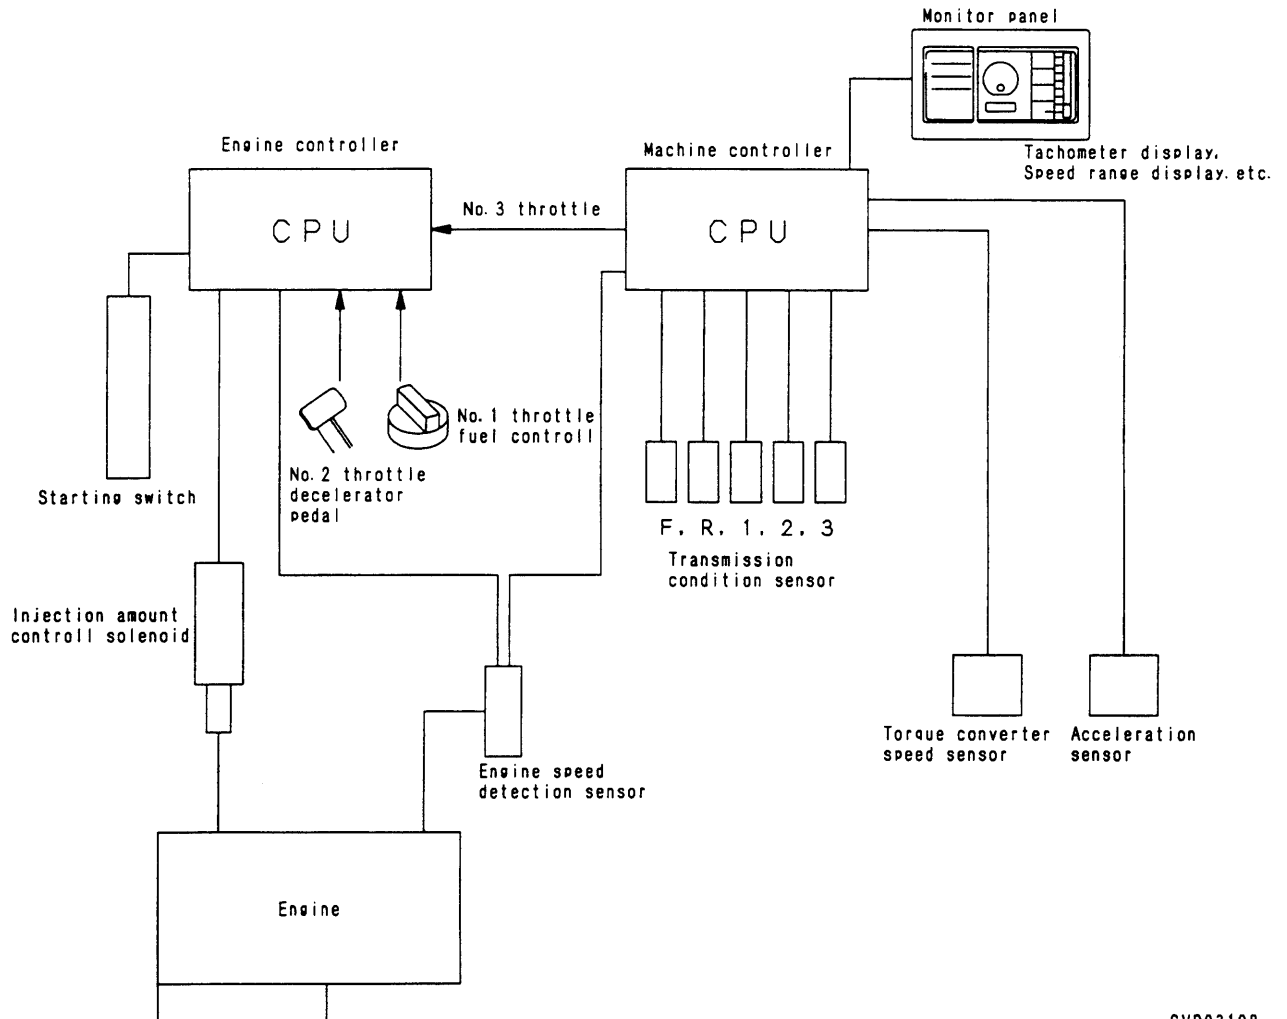 Monitor panel
Tachometer display,
Speed range display. etc.
Engine controller
Machine controller
CPU
No. 3 throttle
CPU
No. 1 throttle
fuel controll
No. 2 throttle
decelerator
pedal
Starting switch
F. R. 1. 2. 3
Transmission
condition sensor
Injection amount
controll solenoid
Engine speed
detection sensor
Torque converter
speed sensor
Acceleration
sensor
Engine